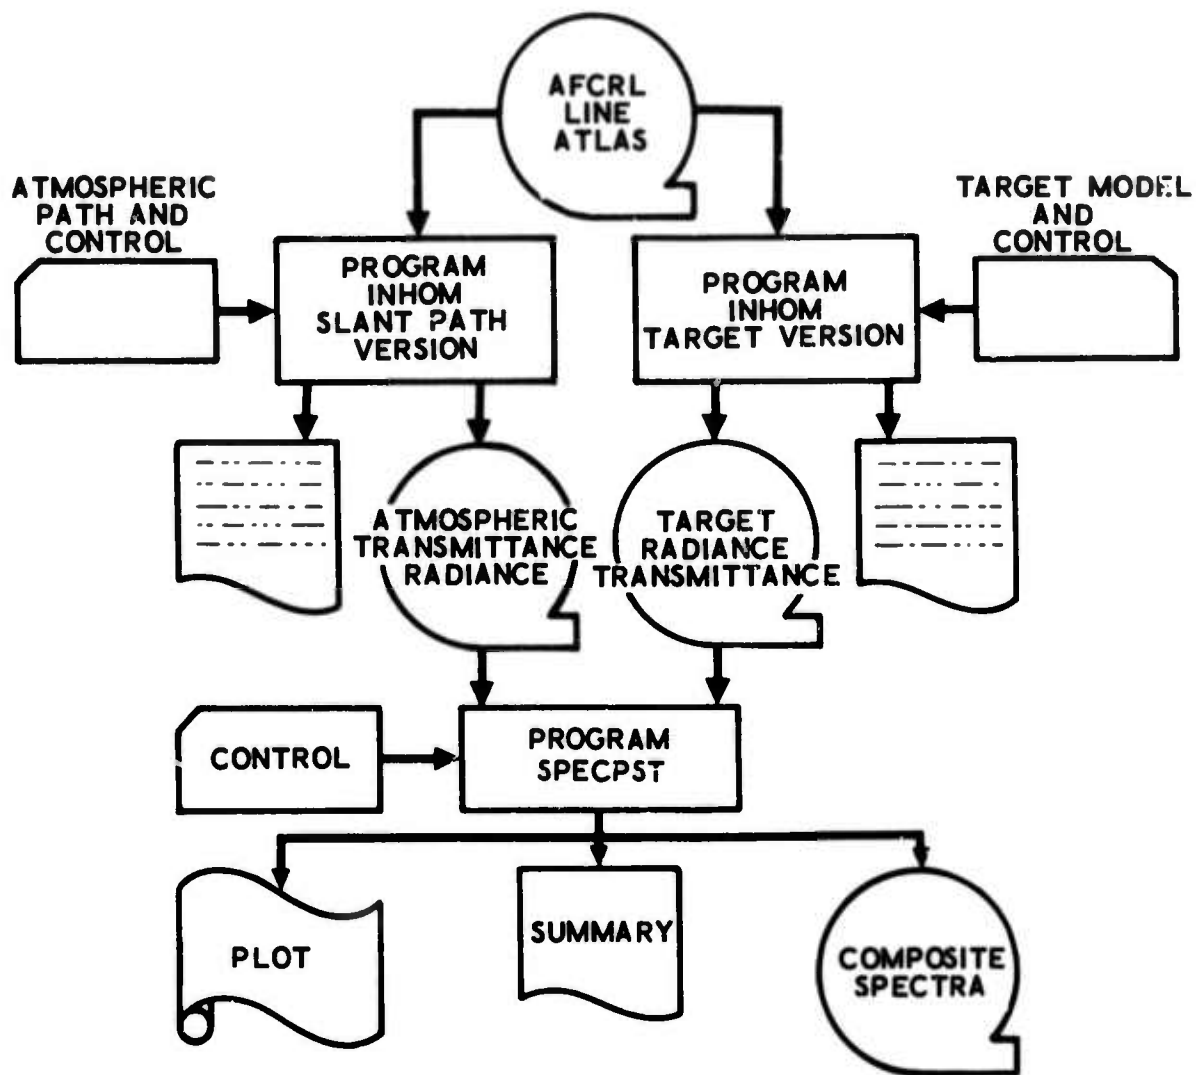 AFCRL
LINE
ATLAS
ATMOSPHERIC
PATH AND
CONTROL
TARGET MODEL
AND
CONTROL
PROGRAM
INHOM
SLANT PATH
VERSION
PROGRAM
INHOM
TARGET VERSION
ATMOSPHERIC
TRANSMITTANCE
RADIANCE
TARGET
RADIANCE
TRANSMITTANCE
CONTROL
PROGRAM
SPECPST
PLOT
SUMMARY
COMPOSITE
SPECTRA